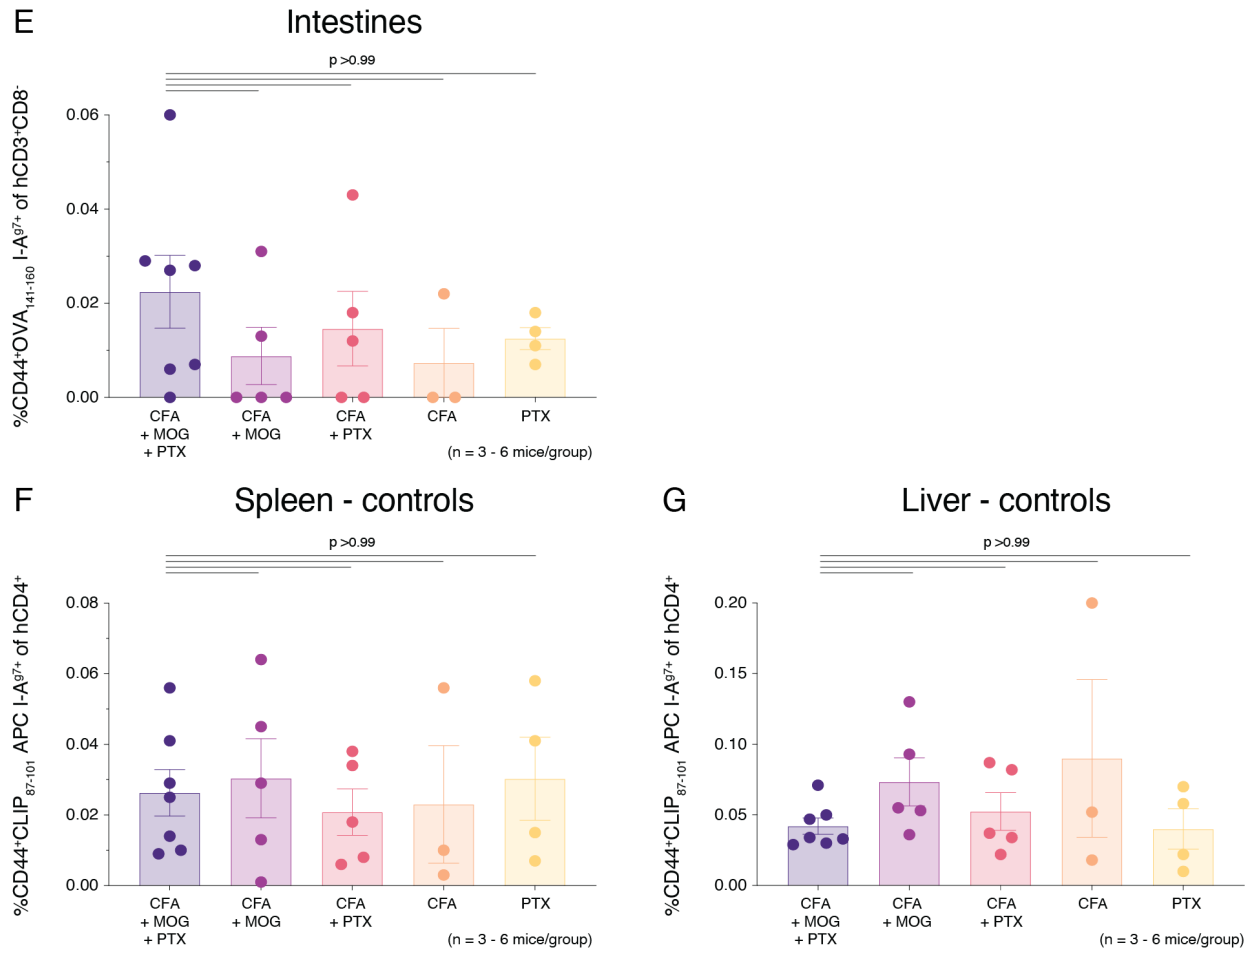 E
Intestines
p >0.99
%CD44⁺OVA₁₄₁₋₁₆₀ I-Aᵍ⁷⁺ of hCD3⁺CD8⁻
0.06
0.04
0.02
0.00
CFA + MOG + PTX
CFA + MOG
CFA + PTX
CFA
PTX
(n = 3 - 6 mice/group)
F
Spleen - controls
p >0.99
%CD44⁺CLIP₈₇₋₁₀₁ APC I-Aᵍ⁷⁺ of hCD4⁺
0.08
0.06
0.04
0.02
0.00
CFA + MOG + PTX
CFA + MOG
CFA + PTX
CFA
PTX
(n = 3 - 6 mice/group)
G
Liver - controls
p >0.99
%CD44⁺CLIP₈₇₋₁₀₁ APC I-Aᵍ⁷⁺ of hCD4⁺
0.20
0.15
0.10
0.05
0.00
CFA + MOG + PTX
CFA + MOG
CFA + PTX
CFA
PTX
(n = 3 - 6 mice/group)